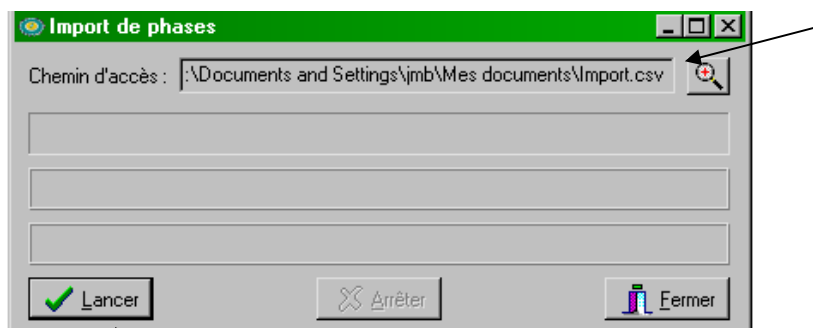 Import de phases
Chemin d'accès : :\Documents and Settings\jmb\Mes documents\Import.csv
Lancer
Arrêter
Fermer